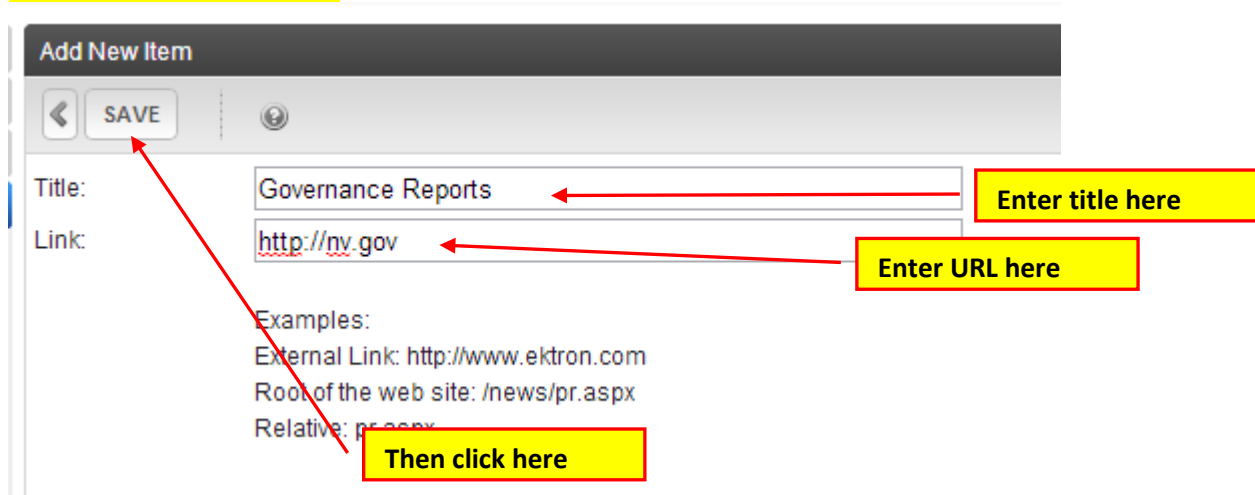 Add New Item
SAVE
Title: Governance Reports
Enter title here
Link: http://nv.gov
Enter URL here
Examples:
External Link: http://www.ektron.com
Root of the web site: /news/pr.aspx
Relative: pr.aspx
Then click here